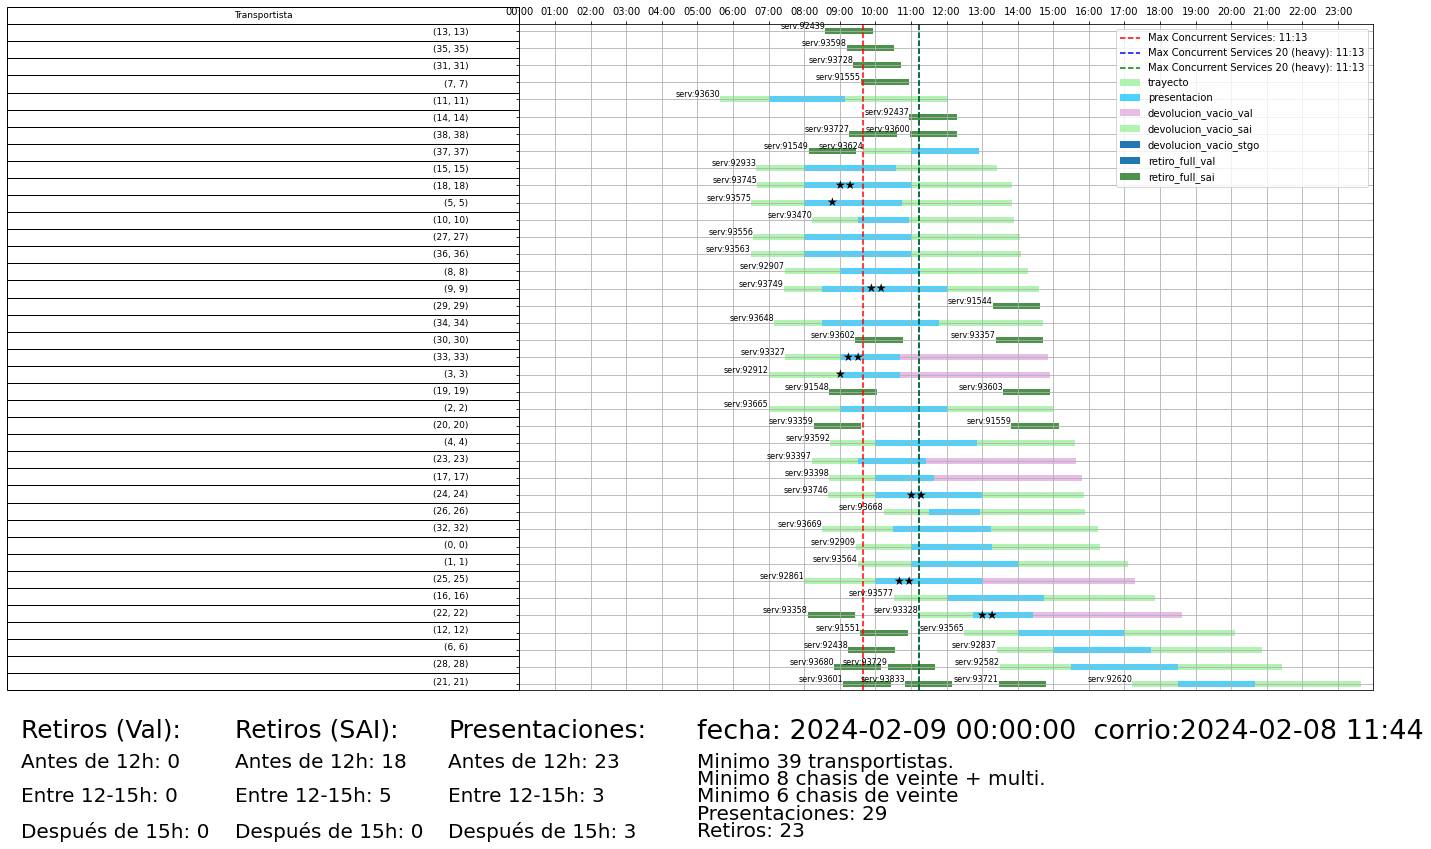 Transportista 00:00 01:00 02:00 03:00 04:00 05:00 06:00 07:00 08:00 09:00 10:00 11:00 12:00 13:00 14:00 15:00 16:00 17:00 18:00 19:00 20:00 21:00 22:00 23:00
(13, 13) serv:92439
(35, 35) serv:93598
(31, 31) serv:93728
(7, 7) serv:91555
(11, 11) serv:93630
(14, 14) serv:92437
(38, 38) serv:93727 serv:93600
(37, 37) serv:91549 serv:93624
(15, 15) serv:92933
(18, 18) serv:93745
(5, 5) serv:93575
(10, 10) serv:93470
(27, 27) serv:93556
(36, 36) serv:93563
(8, 8) serv:92907
(9, 9) serv:93749
(29, 29) serv:91544
(34, 34) serv:93648
(30, 30) serv:93602 serv:93357
(33, 33) serv:93327
(3, 3) serv:92912
(19, 19) serv:91548 serv:93603
(2, 2) serv:93665
(20, 20) serv:93359 serv:91559
(4, 4) serv:93592
(23, 23) serv:93397
(17, 17) serv:93398
(24, 24) serv:93746
(26, 26) serv:93668
(32, 32) serv:93669
(0, 0) serv:92909
(1, 1) serv:93564
(25, 25) serv:92861
(16, 16) serv:93577
(22, 22) serv:93358 serv:93328
(12, 12) serv:91551 serv:93565
(6, 6) serv:92438 serv:92837
(28, 28) serv:93680 serv:93729 serv:92582
(21, 21) serv:93601 serv:93833 serv:93721 serv:92620
Max Concurrent Services: 11:13
Max Concurrent Services 20 (heavy): 11:13
Max Concurrent Services 20 (heavy): 11:13
trayecto
presentacion
devolucion_vacio_val
devolucion_vacio_sai
devolucion_vacio_stgo
retiro_full_val
retiro_full_sai
Retiros (Val):
Antes de 12h: 0
Entre 12-15h: 0
Después de 15h: 0
Retiros (SAI):
Antes de 12h: 18
Entre 12-15h: 5
Después de 15h: 0
Presentaciones:
Antes de 12h: 23
Entre 12-15h: 3
Después de 15h: 3
fecha: 2024-02-09 00:00:00 corrio:2024-02-08 11:44
Minimo 39 transportistas.
Minimo 8 chasis de veinte + multi.
Minimo 6 chasis de veinte
Presentaciones: 29
Retiros: 23